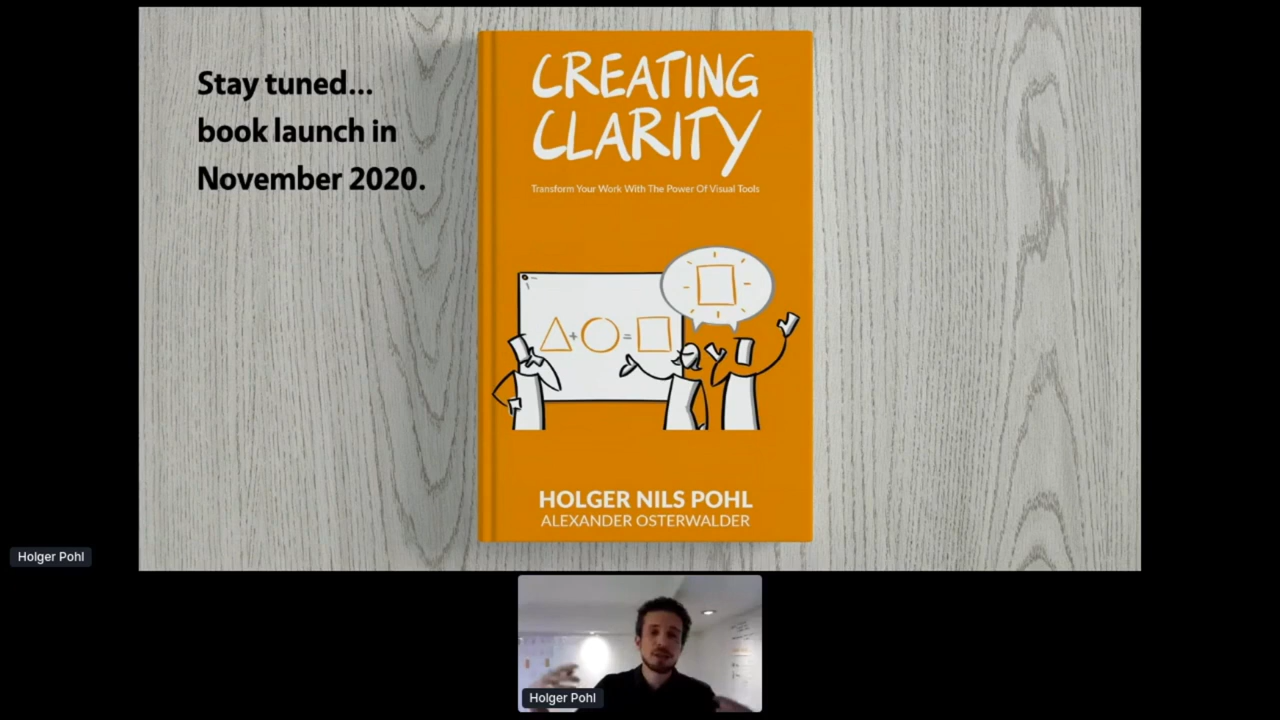 Stay tuned...
book launch in
November 2020.
CREATING
CLARITY
Transform Your Work With The Power Of Visual Tools
+
=
HOLGER NILS POHL
ALEXANDER OSTERWALDER
Holger Pohl
Holger Pohl